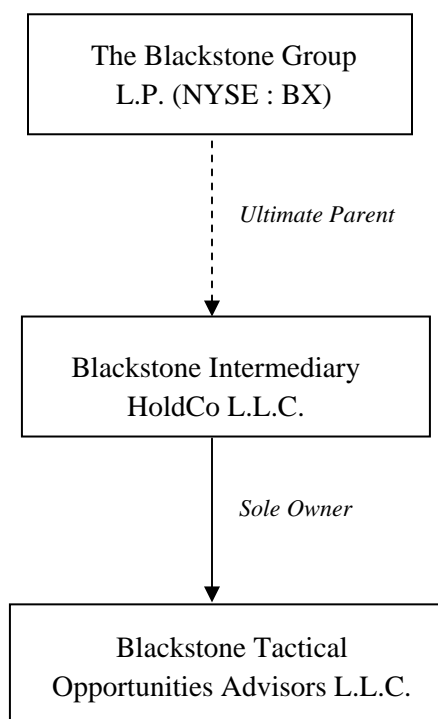 The Blackstone Group
L.P. (NYSE : BX)
Ultimate Parent
Blackstone Intermediary
HoldCo L.L.C.
Sole Owner
Blackstone Tactical
Opportunities Advisors L.L.C.